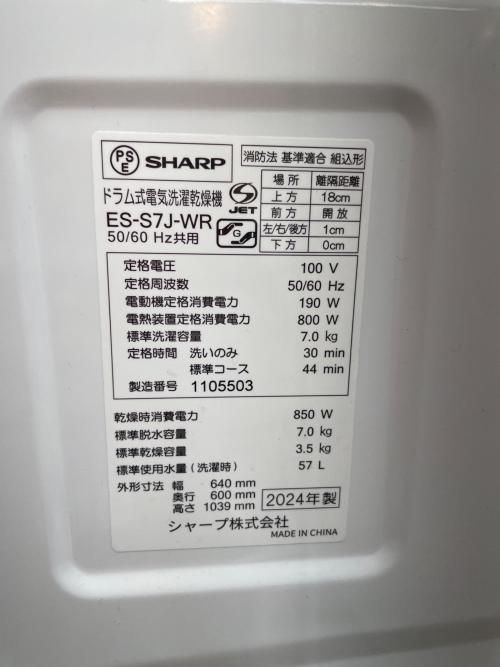 PSE SHARP
消防法 基準適合 組込形
ドラム式電気洗濯乾燥機
ES-S7J-WR
50/60 Hz共用
JET
G
場所 離隔距離
上方 18cm
前方 開放
左/右/後方 1cm
下方 0cm
定格電圧 100 V
定格周波数 50/60 Hz
電動機定格消費電力 190 W
電熱装置定格消費電力 800 W
標準洗濯容量 7.0 kg
定格時間 洗いのみ 30 min
標準コース 44 min
製造番号 1105503
乾燥時消費電力 850 W
標準脱水容量 7.0 kg
標準乾燥容量 3.5 kg
標準使用水量(洗濯時) 57 L
外形寸法 幅 640 mm
奥行 600 mm
高さ 1039 mm
2024年製
シャープ株式会社
MADE IN CHINA